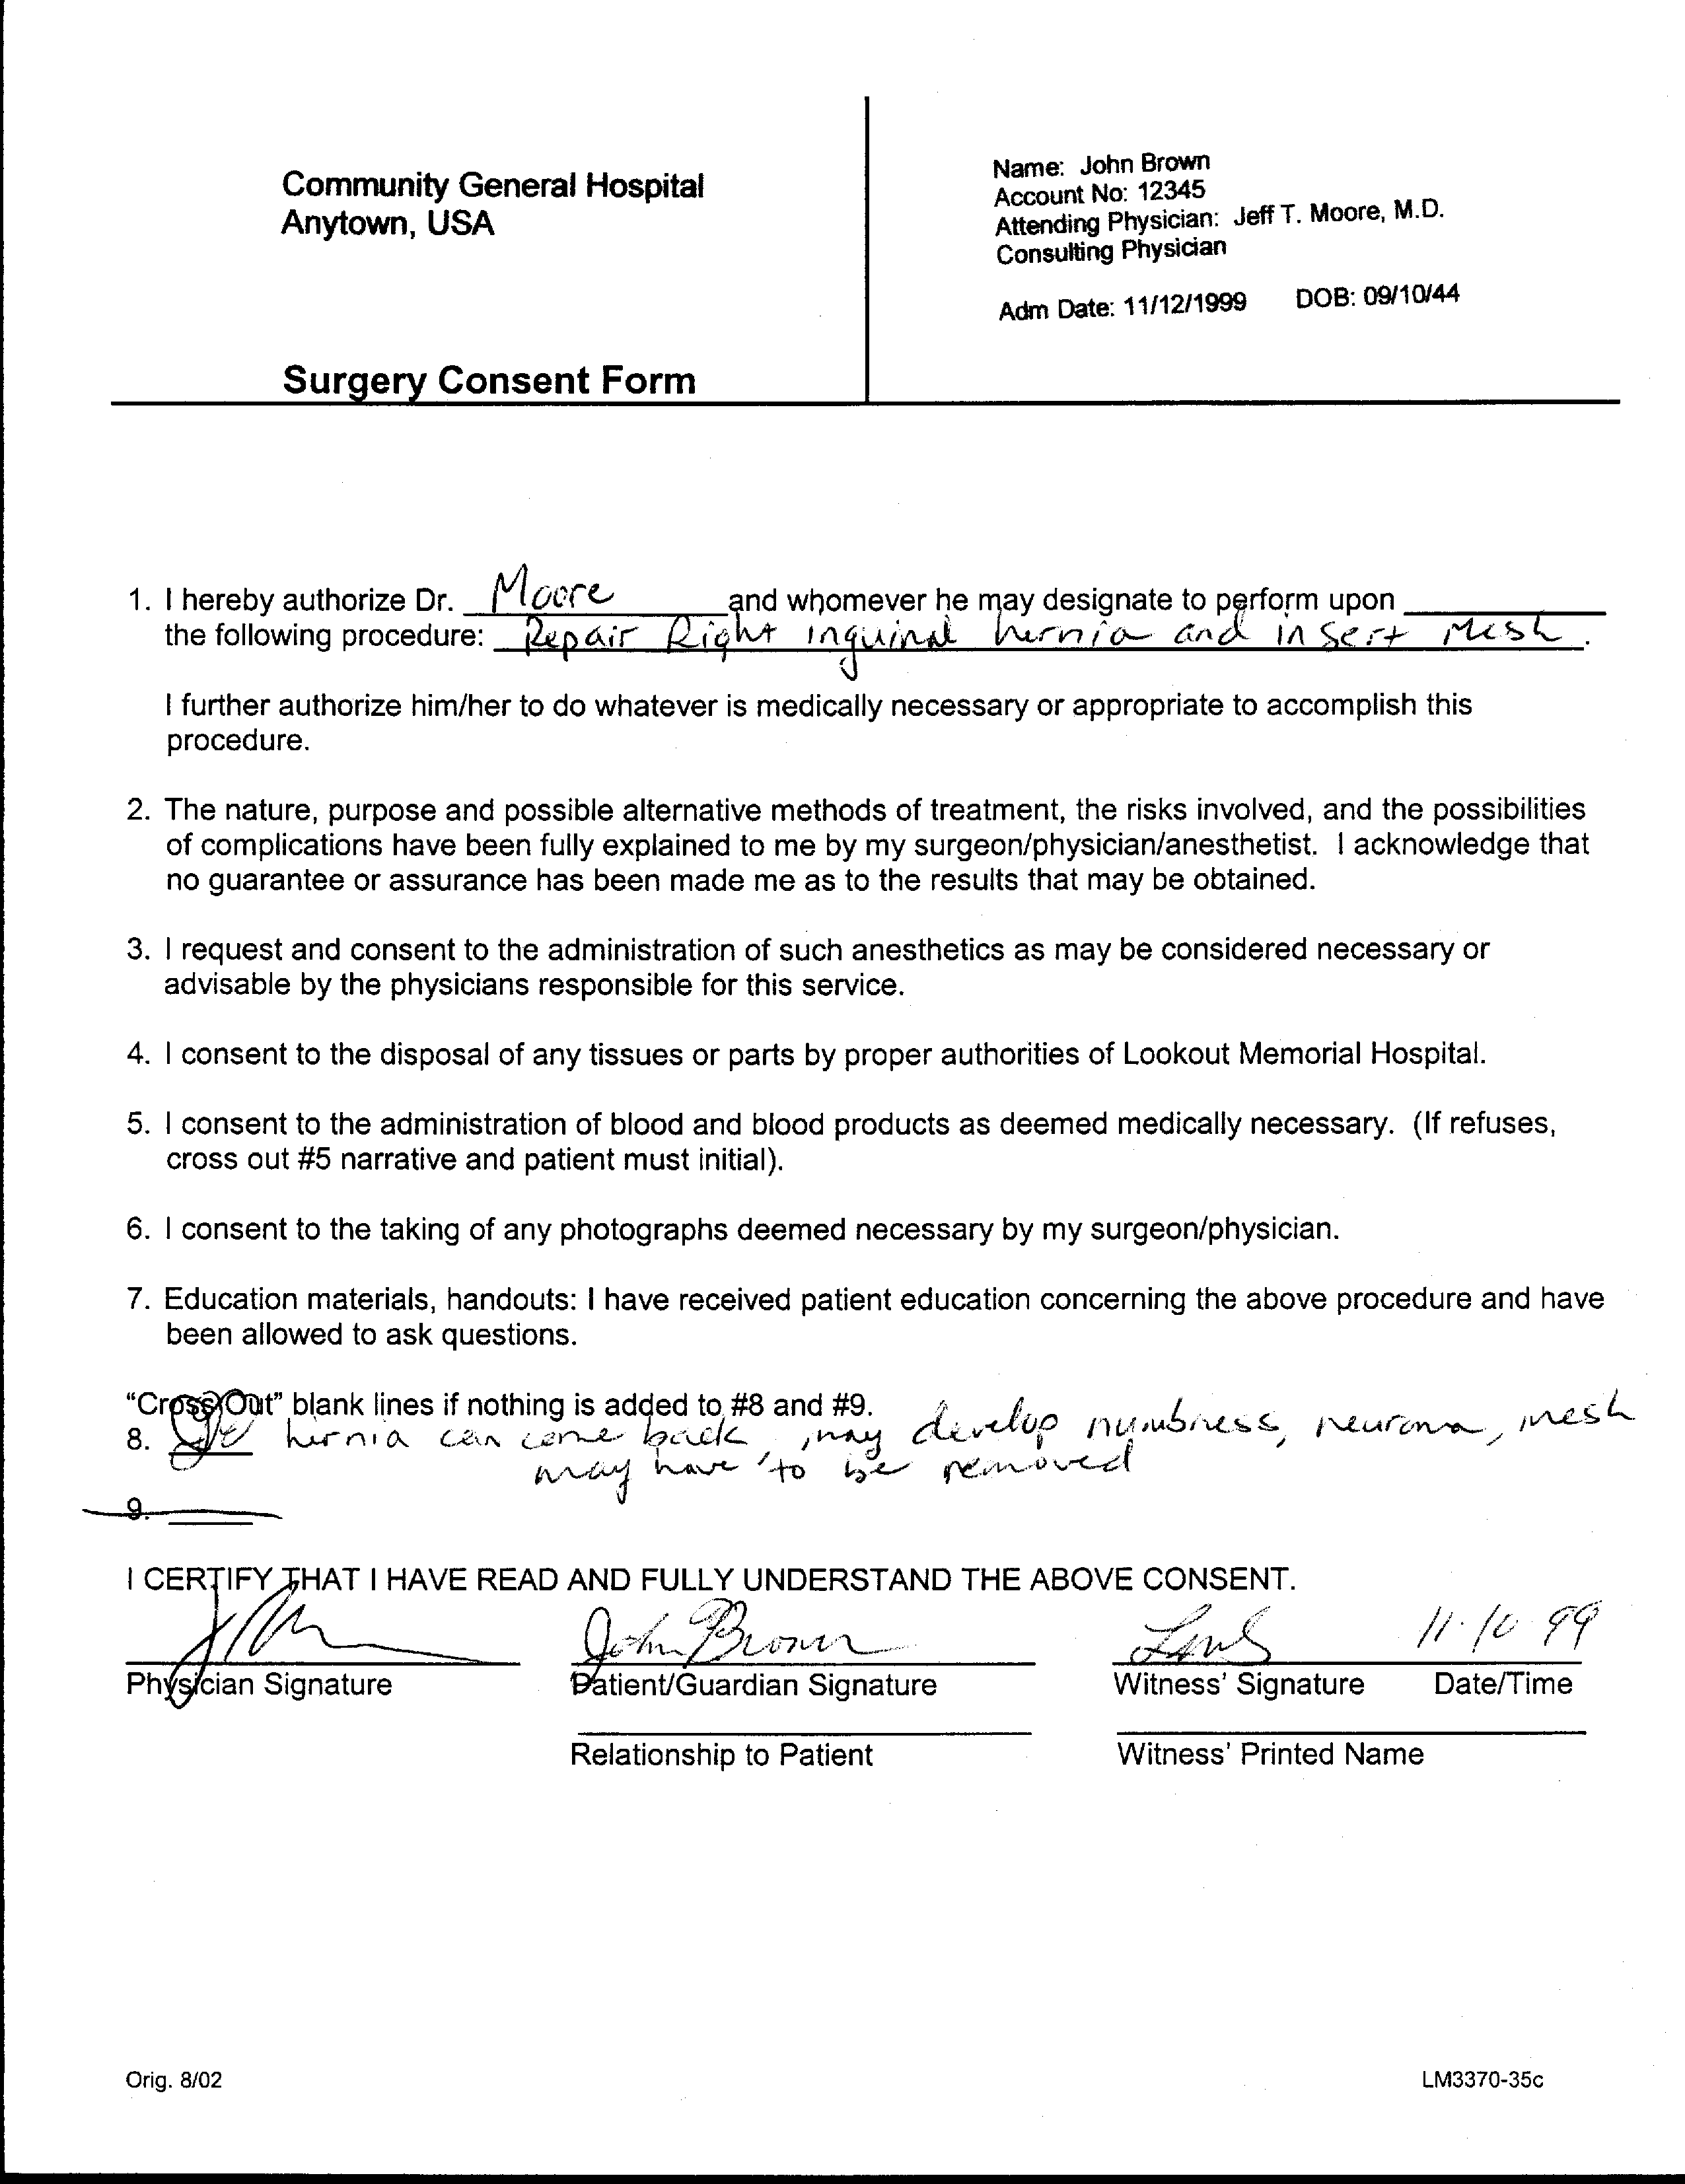 Community General Hospital
Anytown, USA
Surgery Consent Form
Name: John Brown
Account No: 12345
Attending Physician: Jeff T. Moore, M.D.
Consulting Physician
Adm Date: 11/12/1999 DOB: 09/10/44
1. I hereby authorize Dr. Moore and whomever he may designate to perform upon
the following procedure: Repair Right inguinal hernia and insert Mesh.
I further authorize him/her to do whatever is medically necessary or appropriate to accomplish this
procedure.
2. The nature, purpose and possible alternative methods of treatment, the risks involved, and the possibilities
of complications have been fully explained to me by my surgeon/physician/anesthetist. I acknowledge that
no guarantee or assurance has been made me as to the results that may be obtained.
3. I request and consent to the administration of such anesthetics as may be considered necessary or
advisable by the physicians responsible for this service.
4. I consent to the disposal of any tissues or parts by proper authorities of Lookout Memorial Hospital.
5. I consent to the administration of blood and blood products as deemed medically necessary. (If refuses,
cross out #5 narrative and patient must initial).
6. I consent to the taking of any photographs deemed necessary by my surgeon/physician.
7. Education materials, handouts: I have received patient education concerning the above procedure and have
been allowed to ask questions.
“Cross Out” blank lines if nothing is added to #8 and #9.
8. hernia can come back, may develop numbness, neuroma, mesh
may have to be removed
9.
I CERTIFY THAT I HAVE READ AND FULLY UNDERSTAND THE ABOVE CONSENT.
John Brown 11-10-99
Physician Signature Patient/Guardian Signature Witness’ Signature Date/Time
Relationship to Patient Witness’ Printed Name
Orig. 8/02 LM3370-35c